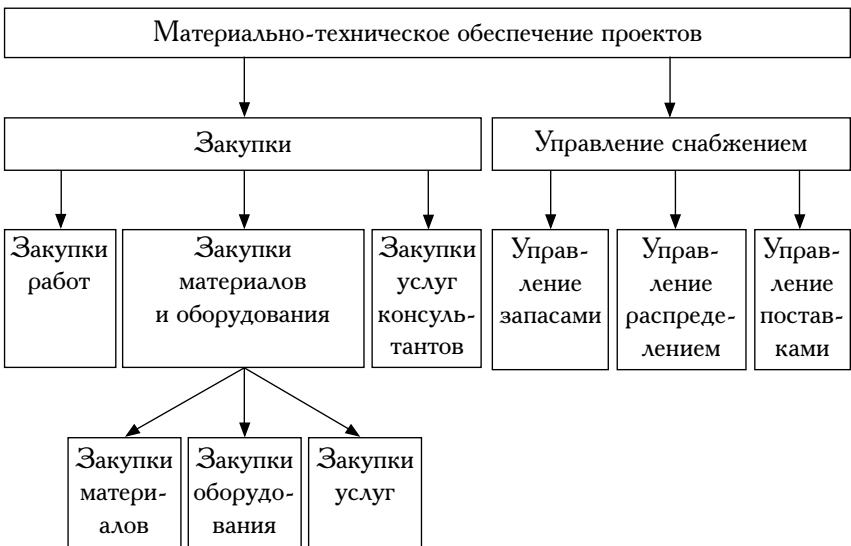 Материально-техническое обеспечение проектов
Закупки
Управление снабжением
Закупки
работ
Закупки
материалов
и оборудования
Закупки
услуг
консуль-
тантов
Управ-
ление
запасами
Управ-
ление
распреде-
лением
Управ-
ление
постав-
ками
Закупки
матери-
алов
Закупки
оборудо-
вания
Закупки
услуг